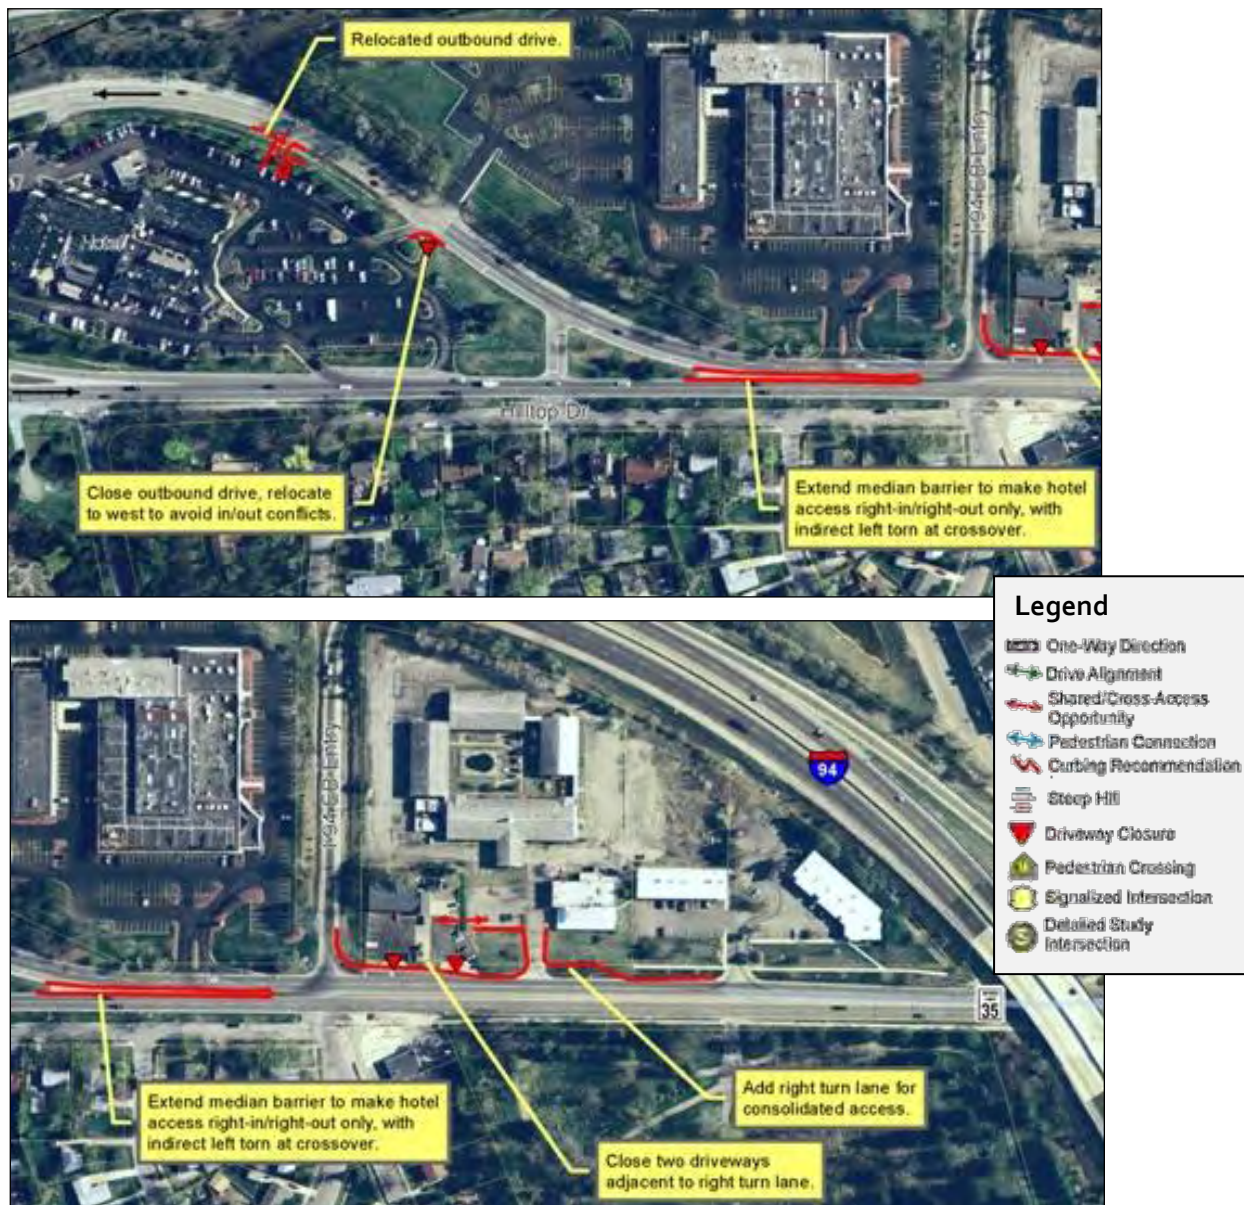 Relocated outbound drive.
Hotel
I-94 EB Entry
Hilltop Dr
Close outbound drive, relocate
to west to avoid in/out conflicts.
Extend median barrier to make hotel
access right-in/right-out only, with
indirect left torn at crossover.
Legend
One-Way Direction
Drive Alignment
Shared/Cross-Access
Opportunity
Pedestrian Connection
Curbing Recommendation
Steep Hill
Driveway Closure
Pedestrian Crossing
Signalized Intersection
Detailed Study
Intersection
I-94 EB Entry
94
35
Extend median barrier to make hotel
access right-in/right-out only, with
indirect left torn at crossover.
Add right turn lane for
consolidated access.
Close two driveways
adjacent to right turn lane.